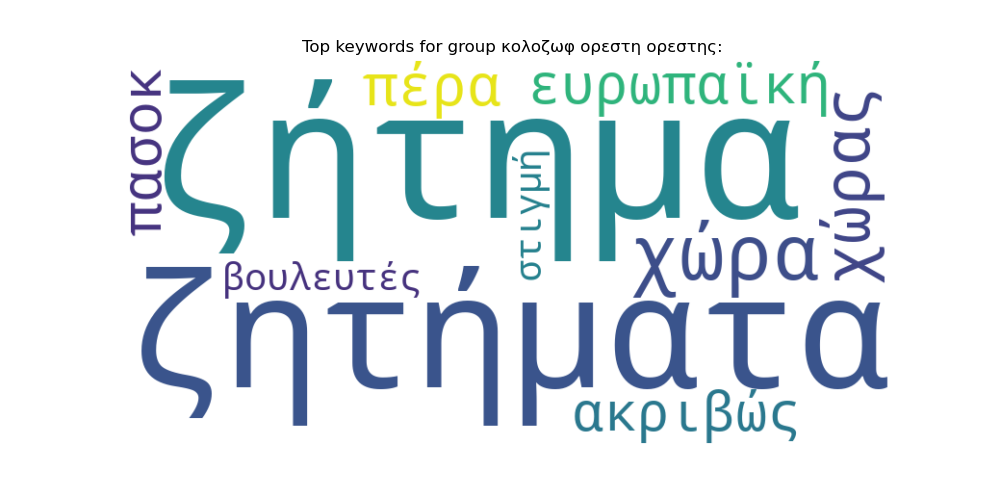 Top keywords for group κολοζωφ ορεστη ορεστης:
πέρα
ευρωπαϊκή
πασοκ
ζήτημα
χώρας
στιγμή
χώρα
βουλευτές
ζητήματα
ακριβώς